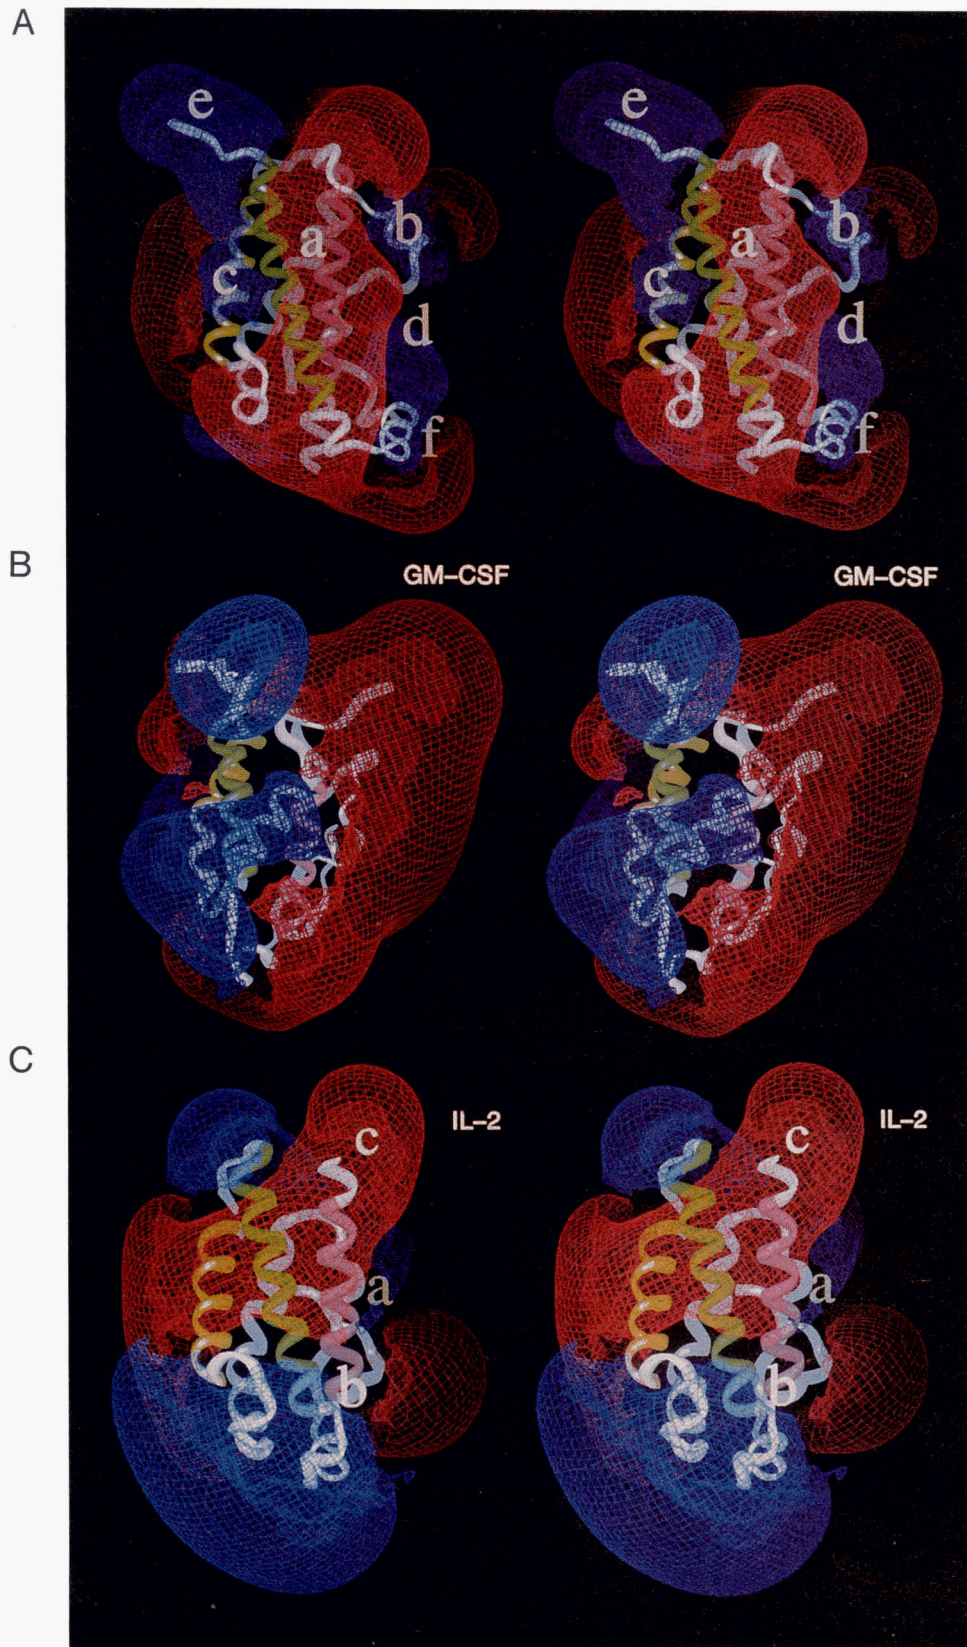 A
e e
a b a b
c c
d d
f f
B
GM–CSF GM–CSF
C
IL–2 IL–2
c c
a a
b b